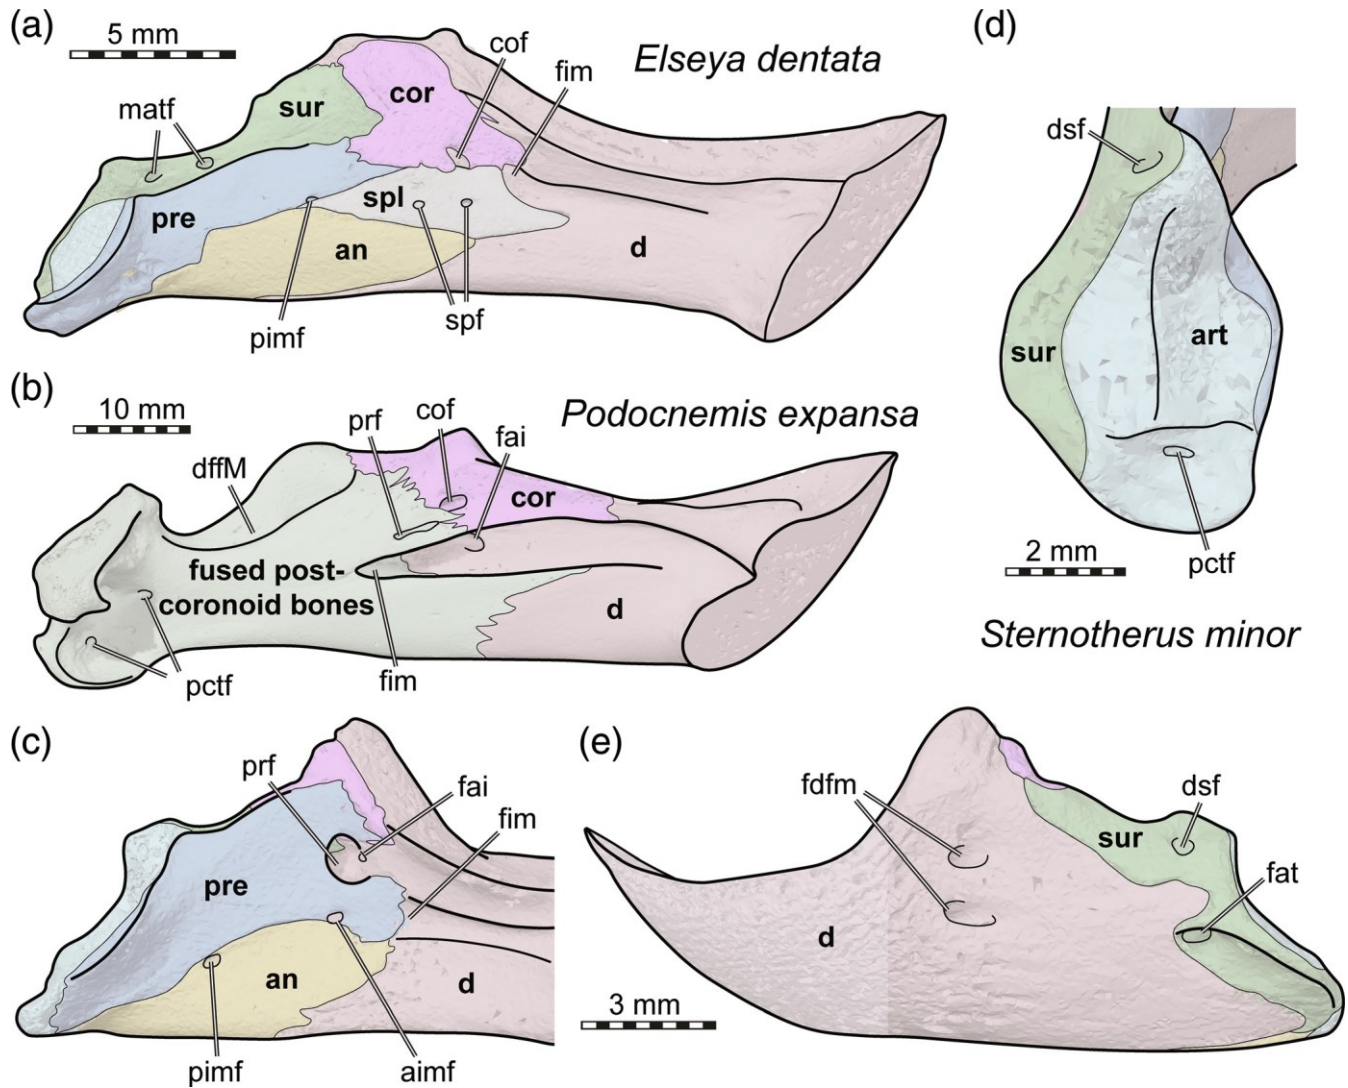 (a)
5 mm
Elseya dentata
cof
fim
matf
sur
cor
pre
spl
an
d
pimf
spf
(b)
10 mm
Podocnemis expansa
prf
cof
fai
dffM
cor
fused post-
coronoid bones
d
pctf
fim
(c)
prf
fai
fim
pre
an
d
pimf
aimf
(d)
dsf
sur
art
2 mm
pctf
Sternotherus minor
(e)
fdfm
dsf
sur
fat
d
3 mm